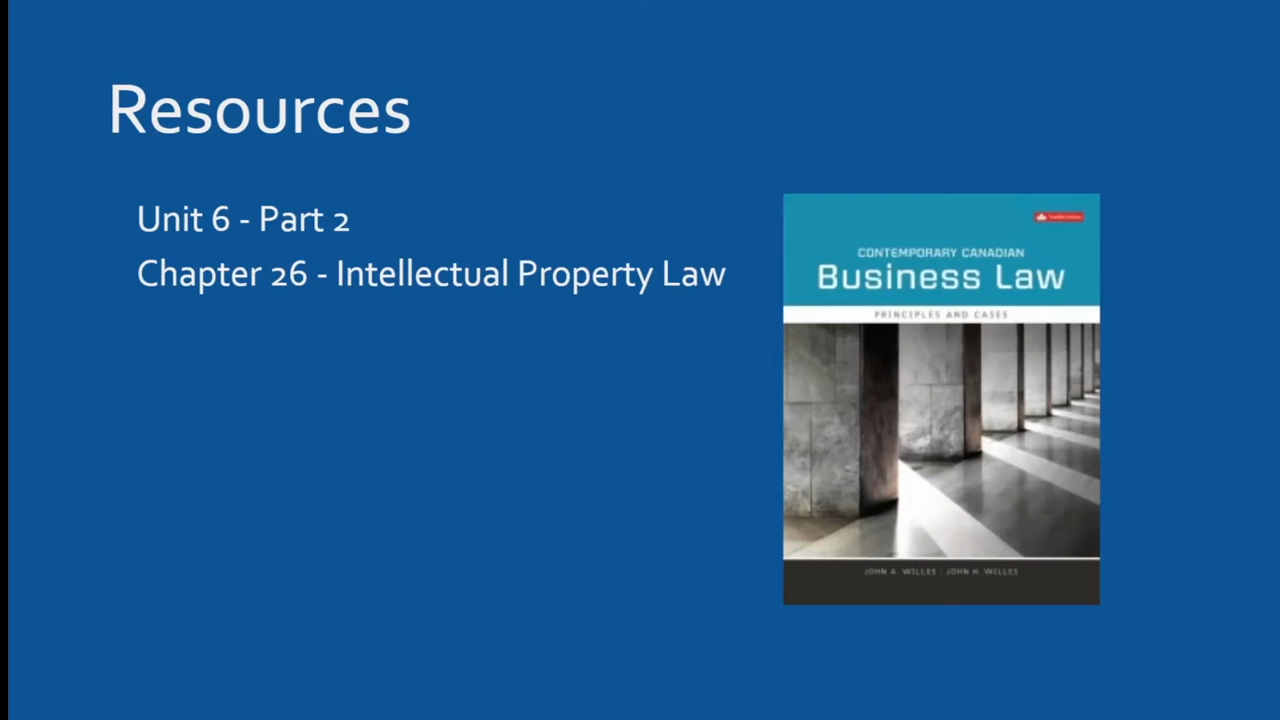 Resources
Unit 6 - Part 2
Chapter 26 - Intellectual Property Law
CONTEMPORARY CANADIAN
Business Law
PRINCIPLES AND CASES
JOHN A. WILLES | JOHN H. WILLES